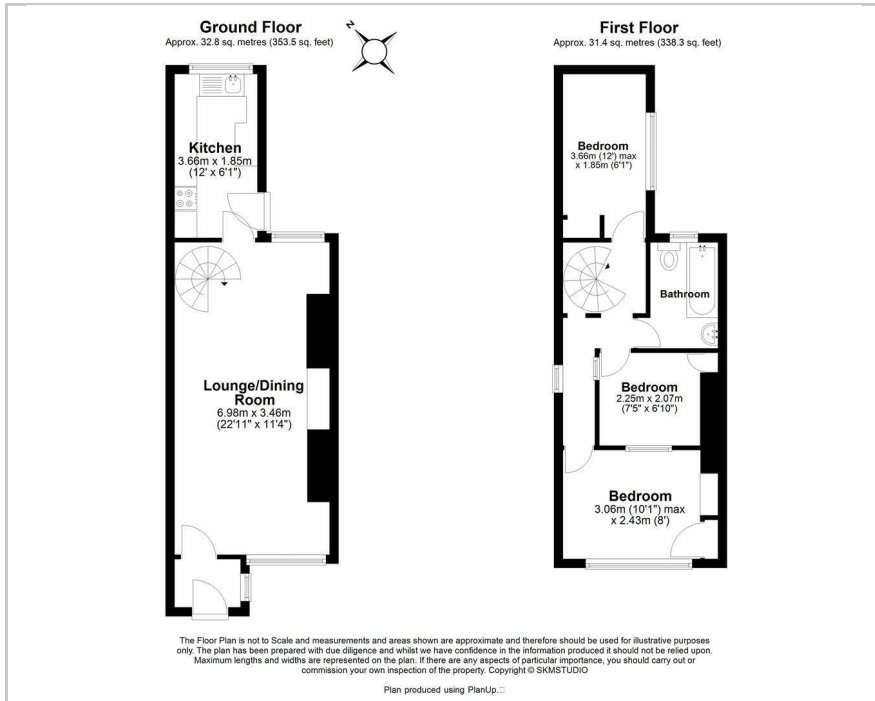 Ground Floor
Approx. 32.8 sq. metres (353.5 sq. feet)
N
Kitchen
3.66m x 1.85m
(12' x 6'1")
Lounge/Dining
Room
6.98m x 3.46m
(22'11" x 11'4")
First Floor
Approx. 31.4 sq. metres (338.3 sq. feet)
Bedroom
3.66m (12') max
x 1.85m (6'1")
Bathroom
Bedroom
2.25m x 2.07m
(7'5" x 6'10")
Bedroom
3.06m (10'1") max
x 2.43m (8')
The Floor Plan is not to Scale and measurements and areas shown are approximate and therefore should be used for illustrative purposes
only. The plan has been prepared with due diligence and whilst we have confidence in the information produced it should not be relied upon.
Maximum lengths and widths are represented on the plan. If there are any aspects of particular importance, you should carry out or
commission your own inspection of the property. Copyright © SKMSTUDIO
Plan produced using PlanUp.